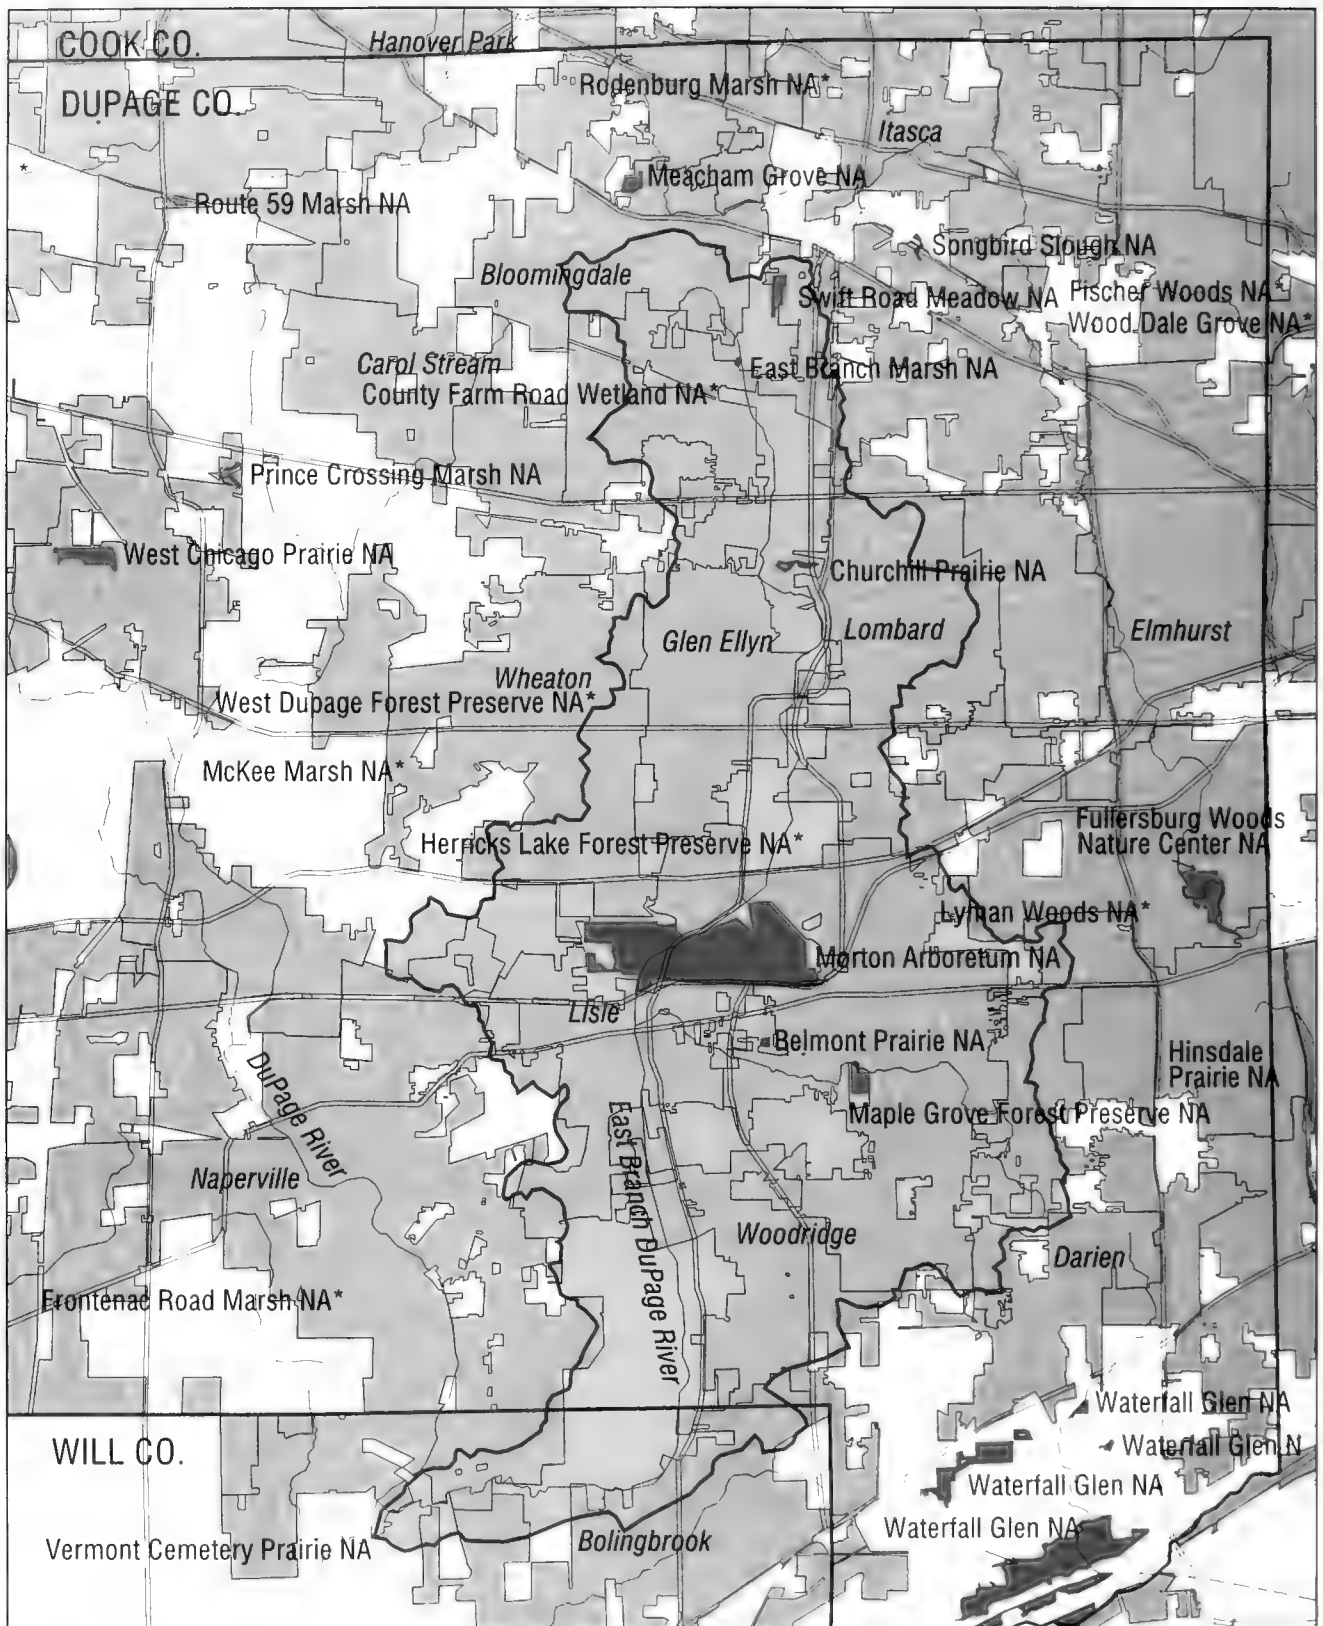 COOK CO.
Hanover Park
DUPAGE CO.
Rodenburg Marsh NA*
Itasca
*
Meacham Grove NA
Route 59 Marsh NA
Songbird Slough NA
Bloomingdale
Swift Road Meadow NA
Fischer Woods NA*
Wood Dale Grove NA*
Carol Stream
East Branch Marsh NA
County Farm Road Wetland NA*
Prince Crossing Marsh NA
West Chicago Prairie NA
Churchill Prairie NA
Glen Ellyn
Lombard
Elmhurst
Wheaton
West Dupage Forest Preserve NA*
McKee Marsh NA*
Fullersburg Woods
Nature Center NA
Herricks Lake Forest Preserve NA*
Lyman Woods NA*
Morton Arboretum NA
Lisle
Belmont Prairie NA
Hinsdale
Prairie NA
DuPage River
East Branch DuPage River
Maple Grove Forest Preserve NA
Naperville
Woodridge
Darien
Frontenac Road Marsh NA*
Waterfall Glen NA
WILL CO.
Waterfall Glen N
Waterfall Glen NA
Waterfall Glen NA
Bolingbrook
Vermont Cemetery Prairie NA